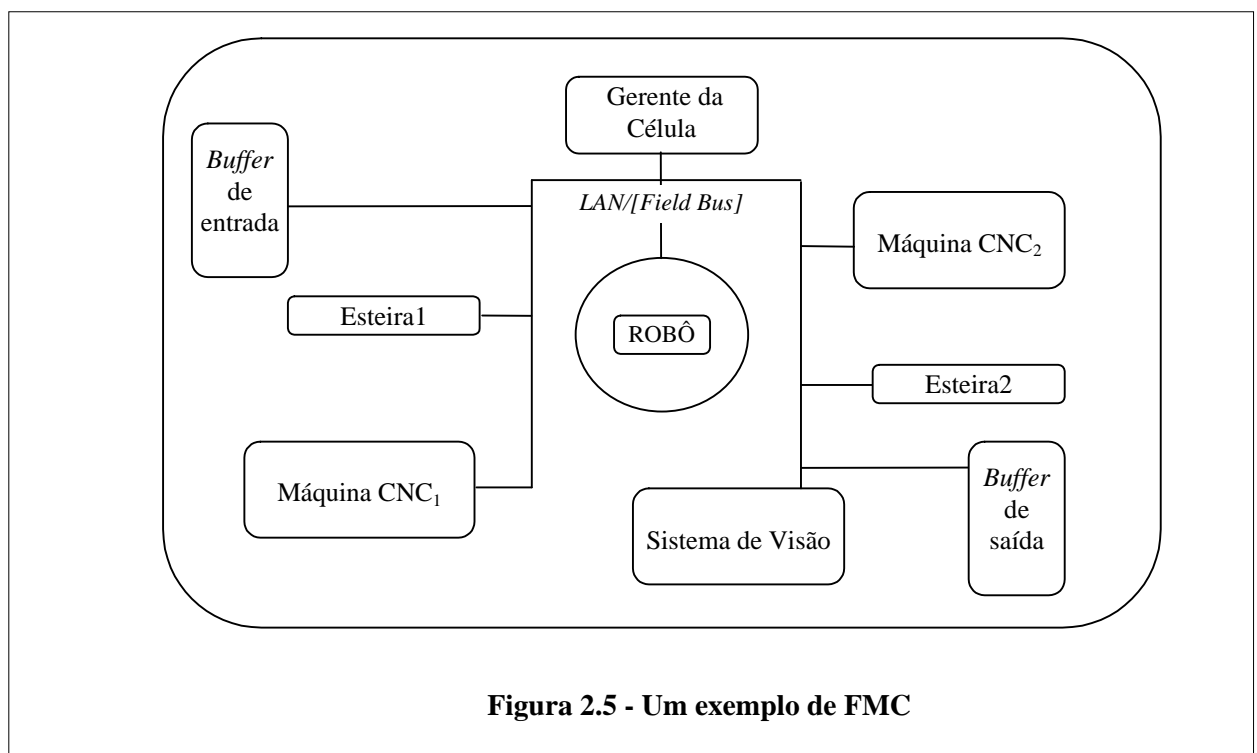 Gerente da
Célula
Buffer
de
entrada
LAN/[Field Bus]
Máquina CNC₂
Esteira1
ROBÔ
Esteira2
Máquina CNC₁
Sistema de Visão
Buffer
de
saída
Figura 2.5 - Um exemplo de FMC